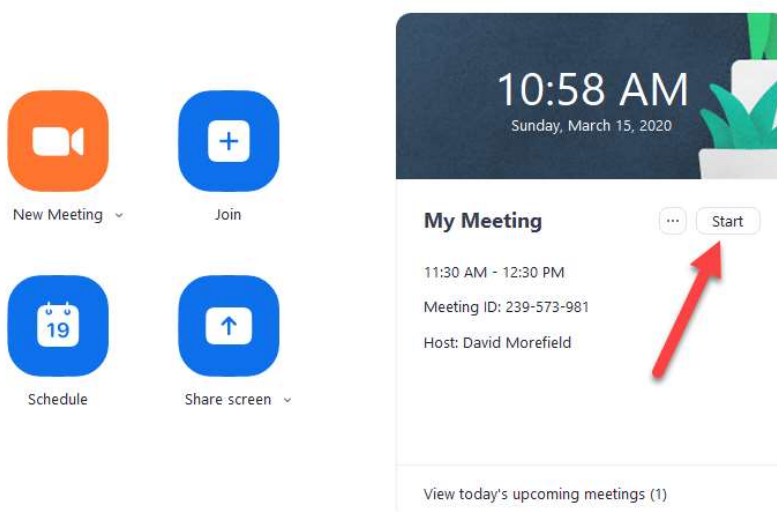 10:58 AM
Sunday, March 15, 2020
New Meeting
Join
My Meeting
... Start
11:30 AM - 12:30 PM
Meeting ID: 239-573-981
Host: David Morefield
19
Schedule
Share screen
View today's upcoming meetings (1)